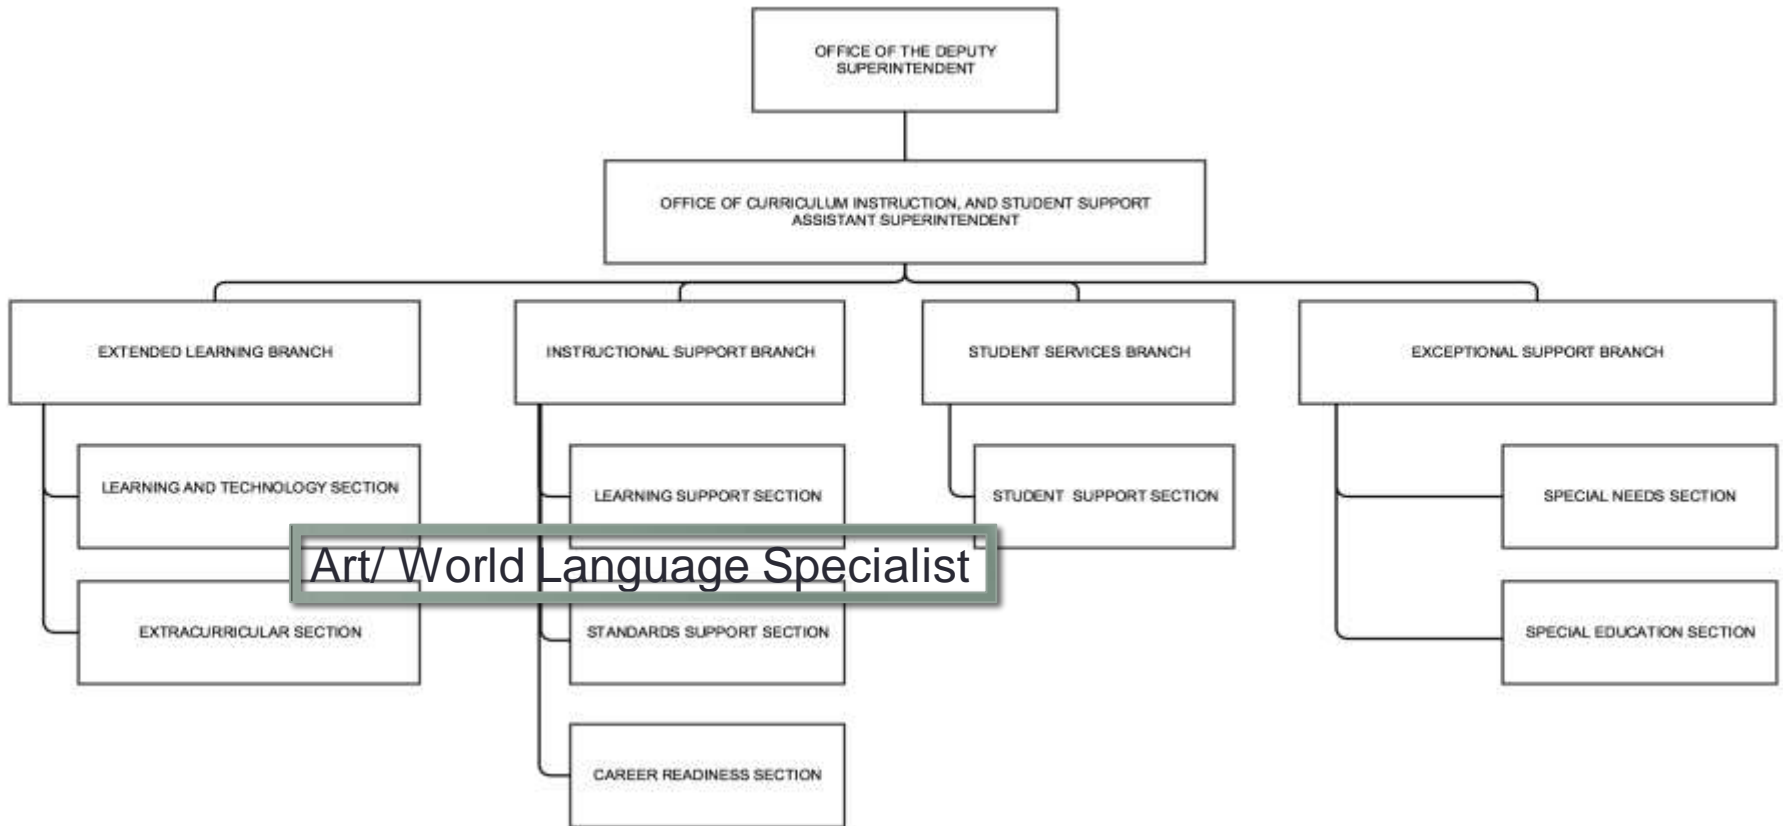 OFFICE OF THE DEPUTY
SUPERINTENDENT
OFFICE OF CURRICULUM INSTRUCTION, AND STUDENT SUPPORT
ASSISTANT SUPERINTENDENT
EXTENDED LEARNING BRANCH
INSTRUCTIONAL SUPPORT BRANCH
STUDENT SERVICES BRANCH
EXCEPTIONAL SUPPORT BRANCH
LEARNING AND TECHNOLOGY SECTION
LEARNING SUPPORT SECTION
STUDENT SUPPORT SECTION
SPECIAL NEEDS SECTION
Art/ World Language Specialist
EXTRACURRICULAR SECTION
STANDARDS SUPPORT SECTION
SPECIAL EDUCATION SECTION
CAREER READINESS SECTION